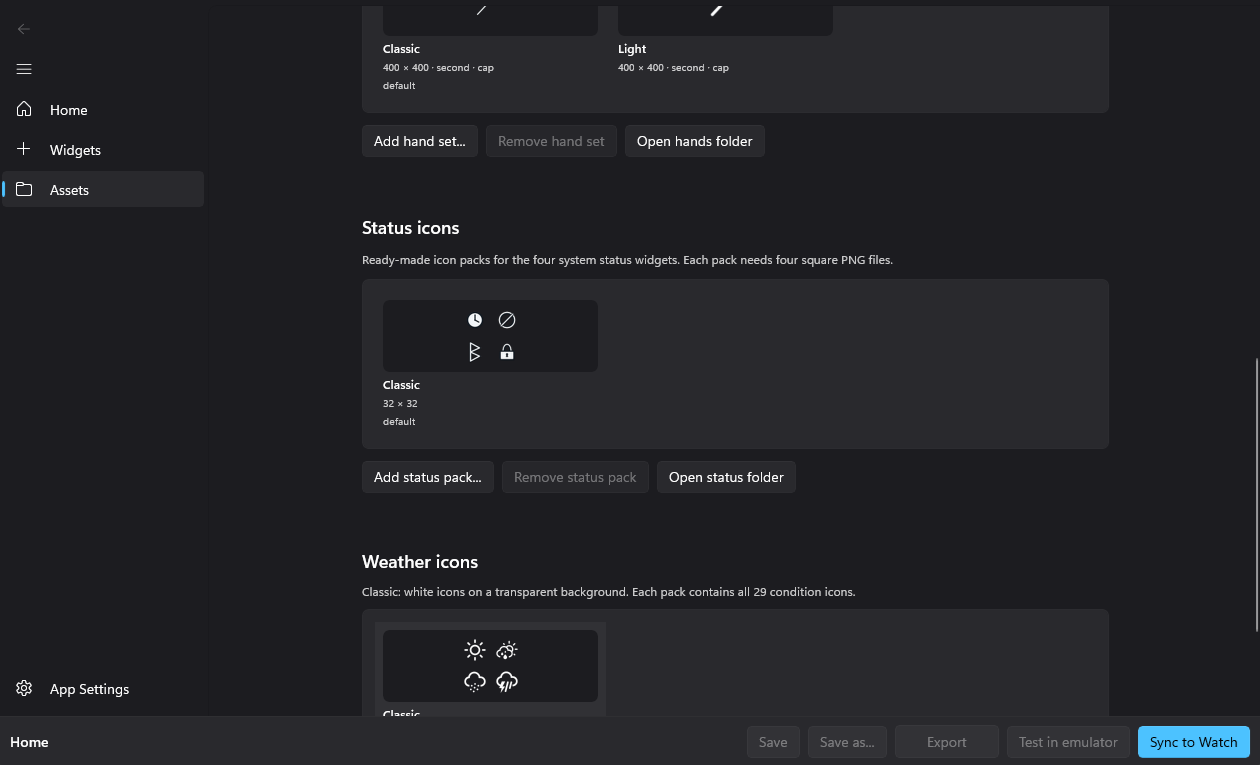 Home
Widgets
Assets
App Settings
Classic
400 × 400 · second · cap
default
Light
400 × 400 · second · cap
Add hand set...
Remove hand set
Open hands folder
Status icons
Ready-made icon packs for the four system status widgets. Each pack needs four square PNG files.
Classic
32 × 32
default
Add status pack...
Remove status pack
Open status folder
Weather icons
Classic: white icons on a transparent background. Each pack contains all 29 condition icons.
Classic
Home
Save
Save as...
Export
Test in emulator
Sync to Watch